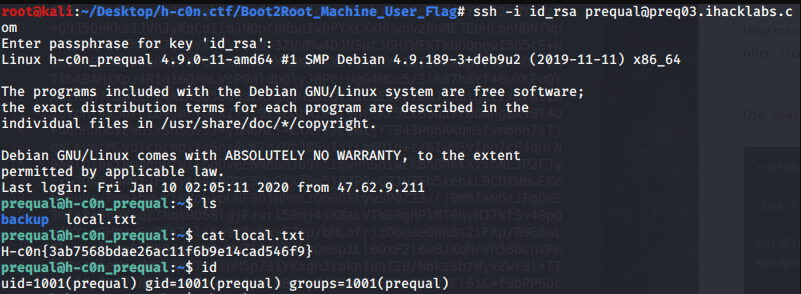 root@kali:~/Desktop/h-c0n.ctf/Boot2Root_Machine_User_Flag# ssh -i id_rsa prequal@preq03.ihacklabs.c
om
Enter passphrase for key 'id_rsa':
Linux h-c0n_prequal 4.9.0-11-amd64 #1 SMP Debian 4.9.189-3+deb9u2 (2019-11-11) x86_64
The programs included with the Debian GNU/Linux system are free software;
the exact distribution terms for each program are described in the
individual files in /usr/share/doc/*/copyright.
Debian GNU/Linux comes with ABSOLUTELY NO WARRANTY, to the extent
permitted by applicable law.
Last login: Fri Jan 10 02:05:11 2020 from 47.62.9.211
prequal@h-c0n_prequal:~$ ls
backup local.txt
prequal@h-c0n_prequal:~$ cat local.txt
H-c0n{3ab7568bdae26ac11f6b9e14cad546f9}
prequal@h-c0n_prequal:~$ id
uid=1001(prequal) gid=1001(prequal) groups=1001(prequal)